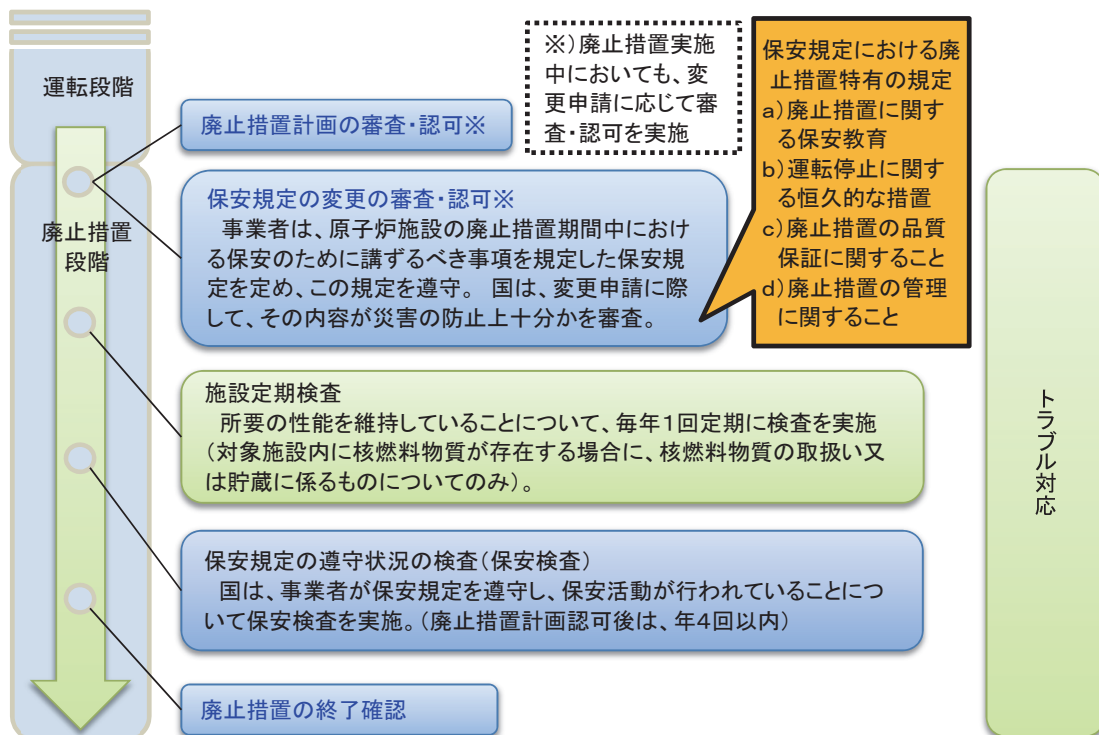 運転段階
廃止措置
段階
廃止措置計画の審査・認可※
※)廃止措置実施
中においても、変
更申請に応じて審
査・認可を実施
保安規定における廃
止措置特有の規定
a)廃止措置に関す
る保安教育
b)運転停止に関す
る恒久的な措置
c)廃止措置の品質
保証に関すること
d)廃止措置の管理
に関すること
保安規定の変更の審査・認可※
事業者は、原子炉施設の廃止措置期間中におけ
る保安のために講ずるべき事項を規定した保安規
定を定め、この規定を遵守。 国は、変更申請に際
して、その内容が災害の防止上十分かを審査。
施設定期検査
所要の性能を維持していることについて、毎年1回定期に検査を実施
(対象施設内に核燃料物質が存在する場合に、核燃料物質の取扱い又
は貯蔵に係るものについてのみ)。
保安規定の遵守状況の検査(保安検査)
国は、事業者が保安規定を遵守し、保安活動が行われていることにつ
いて保安検査を実施。(廃止措置計画認可後は、年4回以内)
廃止措置の終了確認
トラブル対応